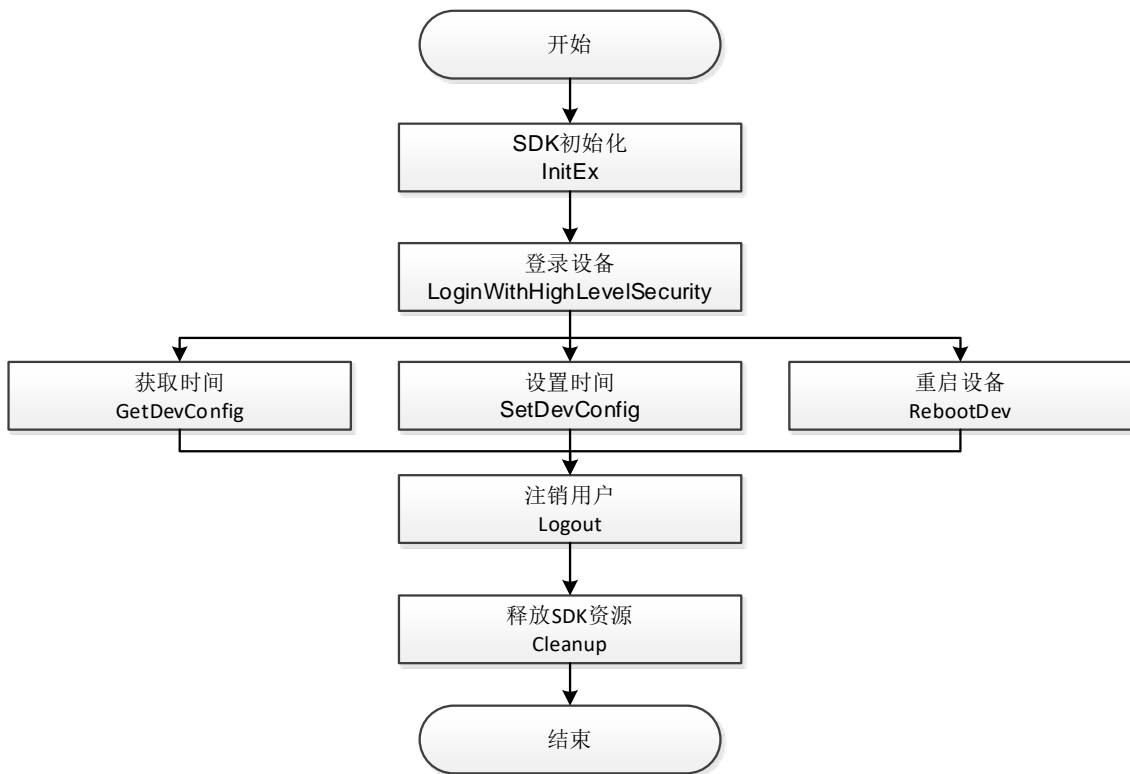 开始
SDK初始化
InitEx
登录设备
LoginWithHighLevelSecurity
获取时间
GetDevConfig
设置时间
SetDevConfig
重启设备
RebootDev
注销用户
Logout
释放SDK资源
Cleanup
结束